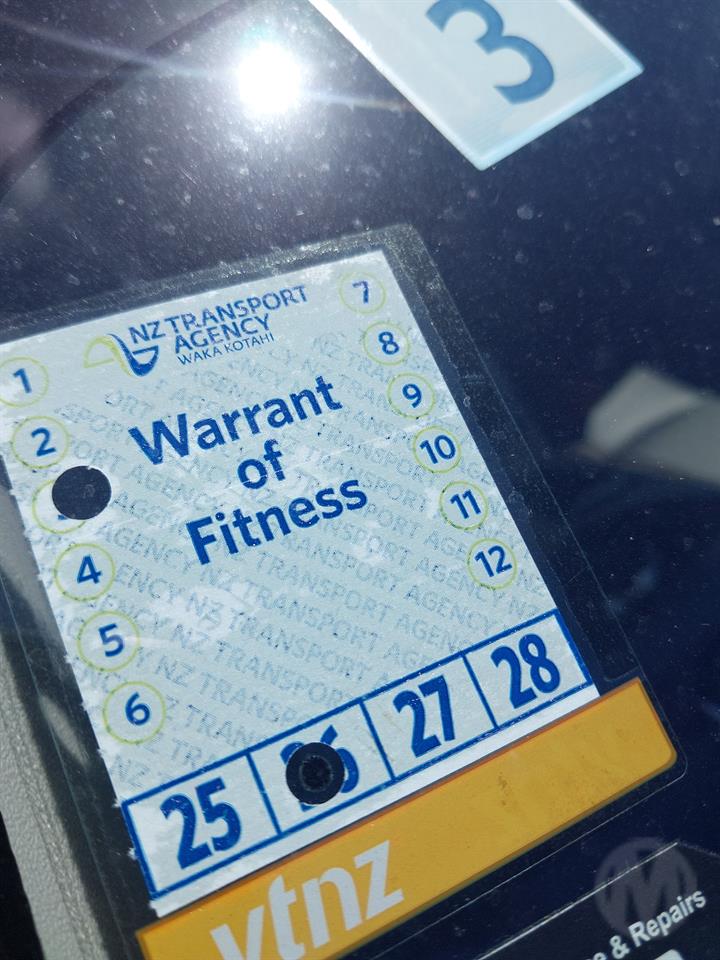 3
NZ TRANSPORT
AGENCY
WAKA KOTAHI
Warrant
of
Fitness
1
2
4
5
6
7
8
9
10
11
12
25 26 27 28
vtnz
& Repairs